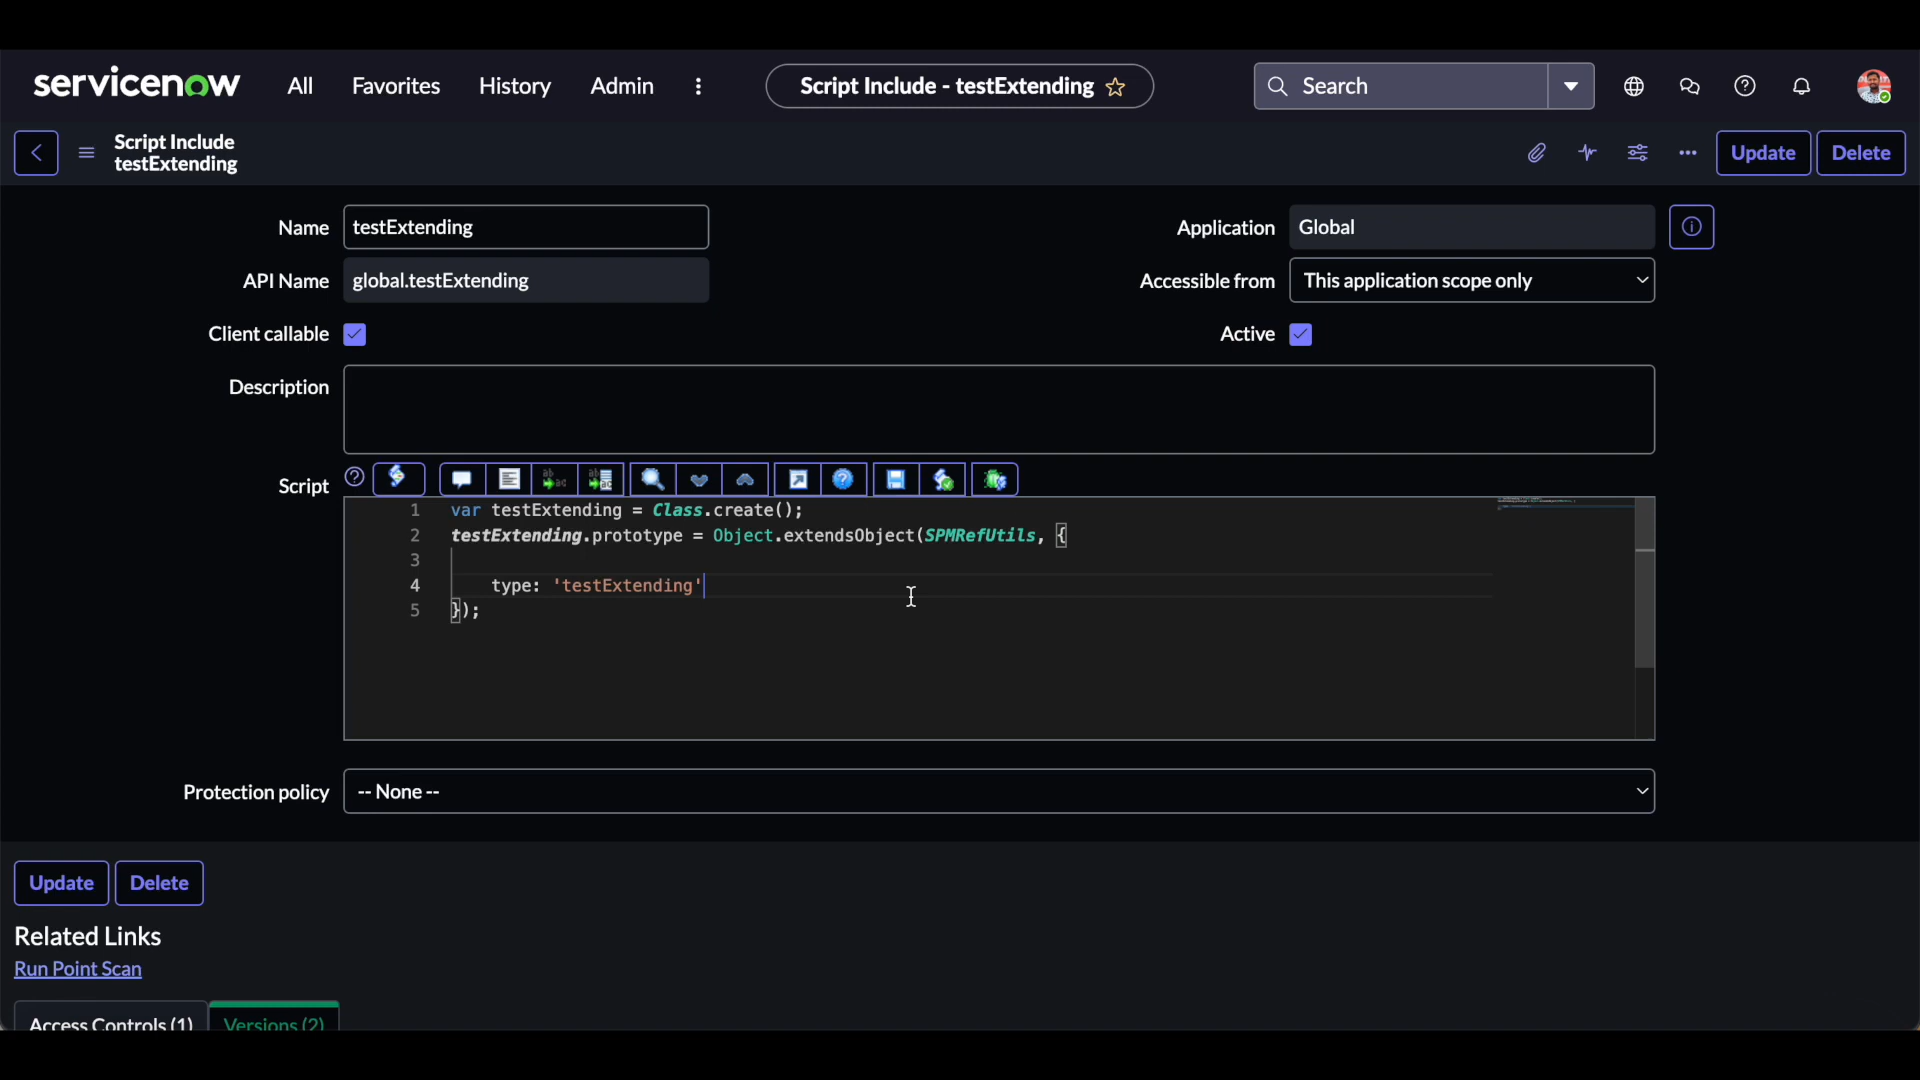 servicenow
All Favorites History Admin
Script Include - testExtending
Search
Script Include
testExtending
Update Delete
Name testExtending
Application Global
API Name global.testExtending
Accessible from This application scope only
Client callable
Active
Description
Script
1 var testExtending = Class.create();
2 testExtending.prototype = Object.extendsObject(SPMRefUtils, {
3
4 type: 'testExtending'
5 });
Protection policy -- None --
Update Delete
Related Links
Run Point Scan
Access Controls (1) Versions (2)